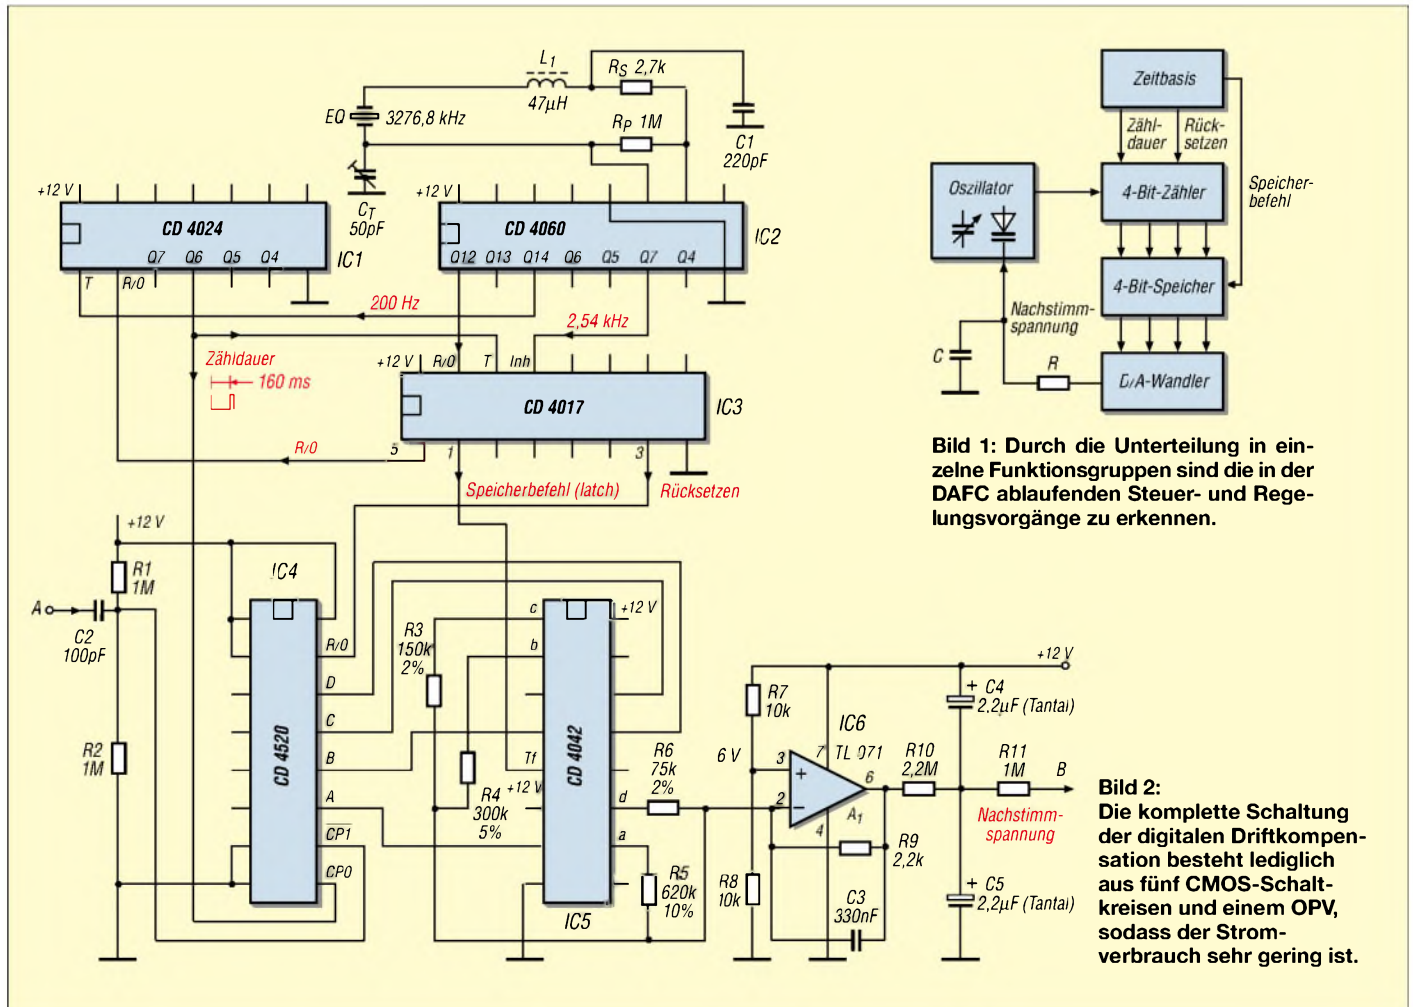 L1
47µH
RS 2,7k
EQ
3276,8 kHz
RP 1M
C1
220pF
CT
50pF
+12 V
CD 4024
Q7
Q6
Q5
Q4
IC1
T
R/0
+12 V
CD 4060
Q12
Q13
Q14
Q6
Q5
Q7
Q4
IC2
200 Hz
2,54 kHz
Zähldauer
160 ms
+12 V
R/0
T
Inh
CD 4017
IC3
R/0
5
1
3
Speicherbefehl (latch)
Rücksetzen
+12 V
R1
1M
A
C2
100pF
R2
1M
IC4
CD 4520
R/0
D
C
B
A
CP1
CP0
R3
150k
2%
R4
300k
5%
c
b
Tf
+12 V
CD 4042
+12 V
d
a
IC5
R6
75k
2%
R5
620k
10%
R7
10k
6 V
R8
10k
IC6
TL 071
3
+
2
–
7
6
4
A1
R9
2,2k
C3
330nF
R10
2,2M
+12 V
+ C4
2,2µF (Tantal)
R11
1M
B
Nachstimm-
spannung
+ C5
2,2µF (Tantal)
Zeitbasis
Zähl-
dauer
Rück-
setzen
Oszillator
4-Bit-Zähler
Speicher-
befehl
4-Bit-Speicher
Nachstimm-
spannung
C
R
D/A-Wandler
Bild 1: Durch die Unterteilung in ein-
zelne Funktionsgruppen sind die in der
DAFC ablaufenden Steuer- und Rege-
lungsvorgänge zu erkennen.
Bild 2:
Die komplette Schaltung
der digitalen Driftkompen-
sation besteht lediglich
aus fünf CMOS-Schalt-
kreisen und einem OPV,
sodass der Strom-
verbrauch sehr gering ist.